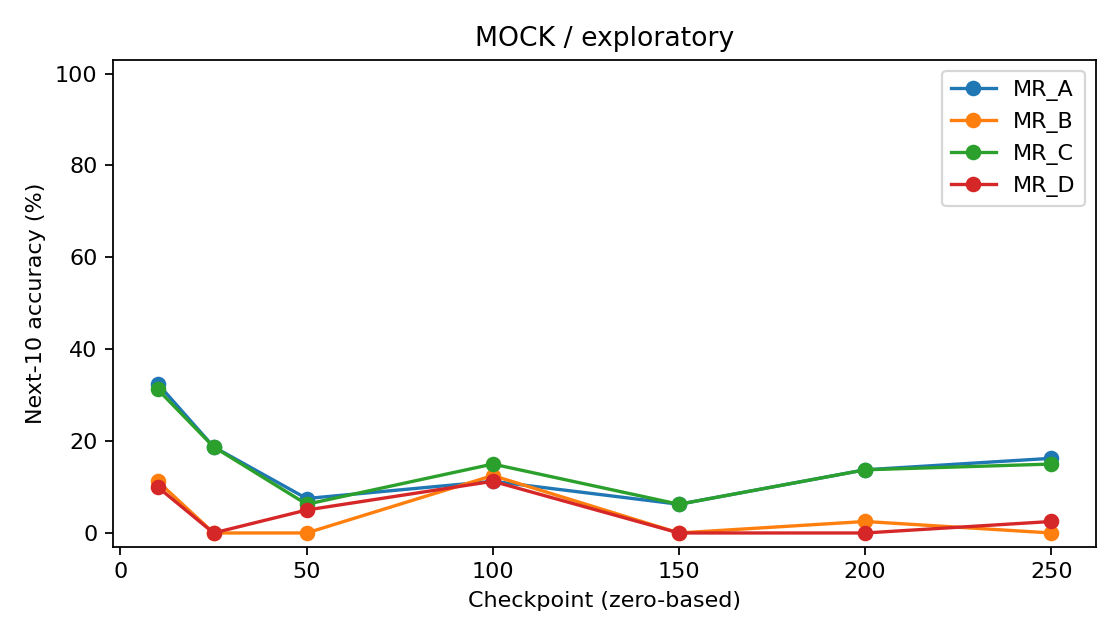 MOCK / exploratory
100
80
60
40
20
0
Next-10 accuracy (%)
MR_A
MR_B
MR_C
MR_D
0 50 100 150 200 250
Checkpoint (zero-based)